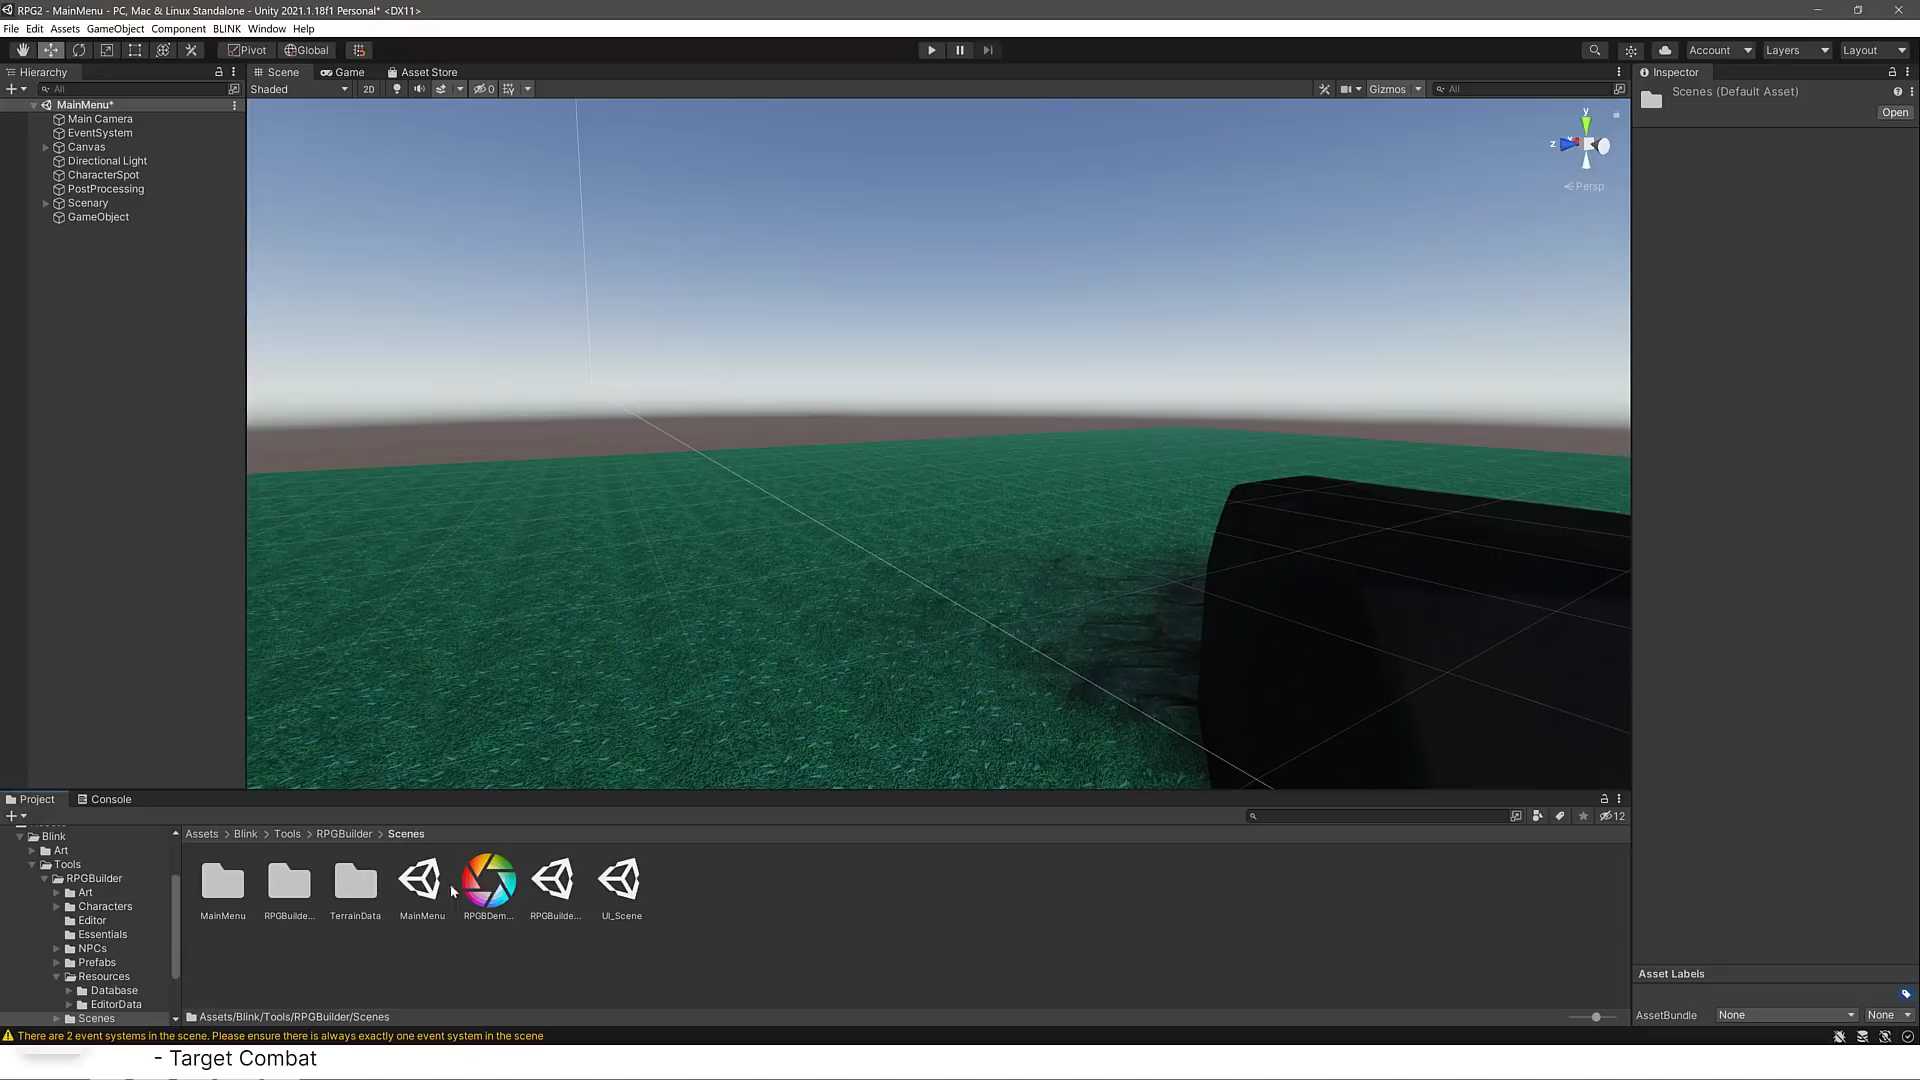 RPG2 - MainMenu - PC, Mac & Linux Standalone - Unity 2021.1.18f1 Personal* <DX11>
File Edit Assets GameObject Component BLINK Window Help
Pivot Global Account Layers Layout
Hierarchy Scene Game Asset Store Inspector
All Shaded 2D 0 Gizmos All Scenes (Default Asset)
Open
MainMenu*
Main Camera
EventSystem
Canvas
Directional Light
CharacterSpot
PostProcessing
Scenary
GameObject
y
z
Persp
Project Console
12
Assets > Blink > Tools > RPGBuilder > Scenes
Blink
Art
Tools
RPGBuilder
Art
Characters
Editor
Essentials
NPCs
Prefabs
Resources
Database
EditorData
Scenes
MainMenu RPGBuilde... TerrainData MainMenu RPGBDem... RPGBuilde... UI_Scene
Assets/Blink/Tools/RPGBuilder/Scenes
Asset Labels
AssetBundle None None
There are 2 event systems in the scene. Please ensure there is always exactly one event system in the scene
- Target Combat